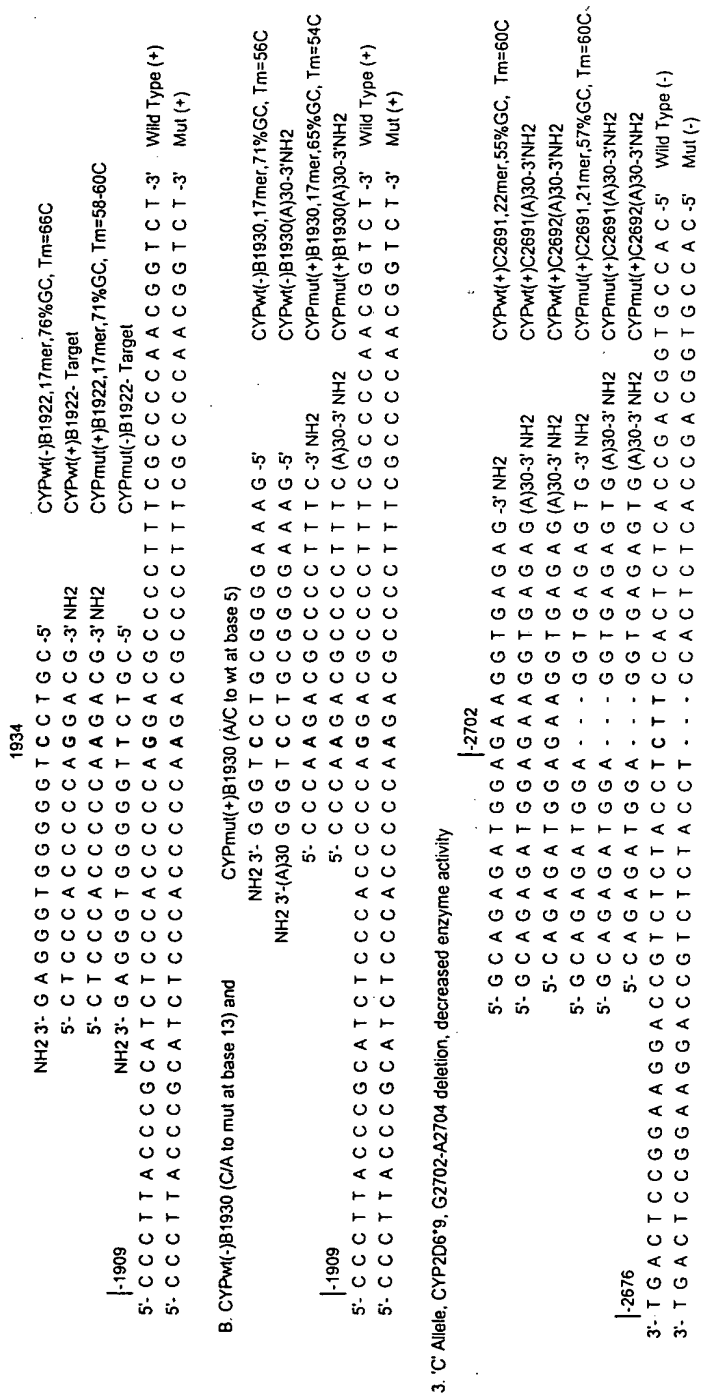 1934
NH2 3'- G A G G G T G G G G G T C C T G C -5' CYPwt(-)B1922,17mer,76%GC, Tm=66C
5'- C T C C C A C C C C C A G G A C G -3' NH2 CYPwt(+)B1922- Target
5'- C T C C C A C C C C C A A G A C G -3' NH2 CYPmut(+)B1922,17mer,71%GC, Tm=58-60C
NH2 3'- G A G G G T G G G G G T T C T G C -5' CYPmut(-)B1922- Target
|-1909
5'- C C C T T A C C C G C A T C T C C C A C C C C C A G G A C G C C C C T T T C G C C C C A A C G G T C T -3' Wild Type (+)
5'- C C C T T A C C C G C A T C T C C C A C C C C C A A G A C G C C C C T T T C G C C C C A A C G G T C T -3' Mut (+)
B. CYPwt(-)B1930 (C/A to mut at base 13) and CYPmut(+)B1930 (A/C to wt at base 5)
NH2 3'- G G G T C C T G C G G G G A A A G -5' CYPwt(-)B1930,17mer,71%GC, Tm=56C
NH2 3'-(A)30 G G G T C C T G C G G G G A A A G -5' CYPwt(-)B1930(A)30-3'NH2
5'- C C C A A G A C G C C C C T T T C -3' NH2 CYPmut(+)B1930,17mer,65%GC, Tm=54C
5'- C C C A A G A C G C C C C T T T C (A)30-3' NH2 CYPmut(+)B1930(A)30-3'NH2
|-1909
5'- C C C T T A C C C G C A T C T C C C A C C C C C A G G A C G C C C C T T T C G C C C C A A C G G T C T -3' Wild Type (+)
5'- C C C T T A C C C G C A T C T C C C A C C C C C A A G A C G C C C C T T T C G C C C C A A C G G T C T -3' Mut (+)
3. 'C' Allele, CYP2D6*9, G2702-A2704 deletion, decreased enzyme activity
|-2702
5'- G C A G A G A T G G A G A A G G T G A G A G -3' NH2 CYPwt(+)C2691,22mer,55%GC, Tm=60C
5'- G C A G A G A T G G A G A A G G T G A G A G (A)30-3' NH2 CYPwt(+)C2691(A)30-3'NH2
5'- C A G A G A T G G A G A A G G T G A G A G (A)30-3' NH2 CYPwt(+)C2692(A)30-3'NH2
5'- G C A G A G A T G G A - - - G G T G A G A G T G -3' NH2 CYPmut(+)C2691,21mer,57%GC, Tm=60C
5'- G C A G A G A T G G A - - - G G T G A G A G T G (A)30-3' NH2 CYPmut(+)C2691(A)30-3'NH2
5'- C A G A G A T G G A - - - G G T G A G A G T G (A)30-3' NH2 CYPmut(+)C2692(A)30-3'NH2
|-2676
3'- T G A C T C C G G A A G G A C C G T C T C T A C C T C T T C C A C T C T C A C C G A C G G T G C C A C -5' Wild Type (-)
3'- T G A C T C C G G A A G G A C C G T C T C T A C C T - - - C C A C T C T C A C C G A C G G T G C C A C -5' Mut (-)